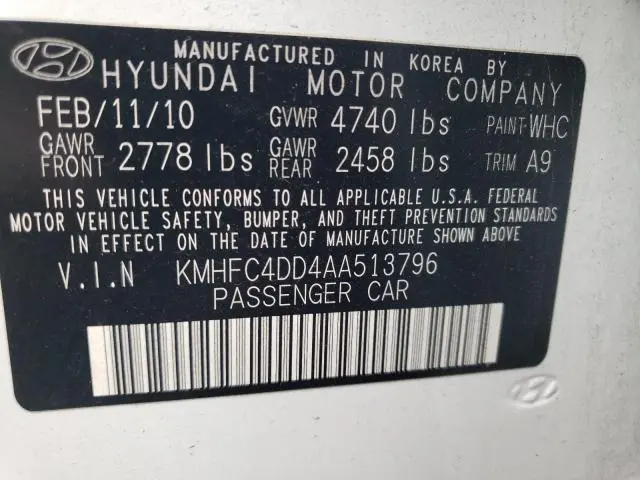 MANUFACTURED IN KOREA BY
HYUNDAI MOTOR COMPANY
FEB/11/10 GVWR 4740 lbs PAINT:WHC
GAWR FRONT 2778 lbs GAWR REAR 2458 lbs TRIM A9
THIS VEHICLE CONFORMS TO ALL APPLICABLE U.S.A. FEDERAL
MOTOR VEHICLE SAFETY, BUMPER, AND THEFT PREVENTION STANDARDS
IN EFFECT ON THE DATE OF MANUFACTURE SHOWN ABOVE
V.I.N KMHFC4DD4AA513796
PASSENGER CAR